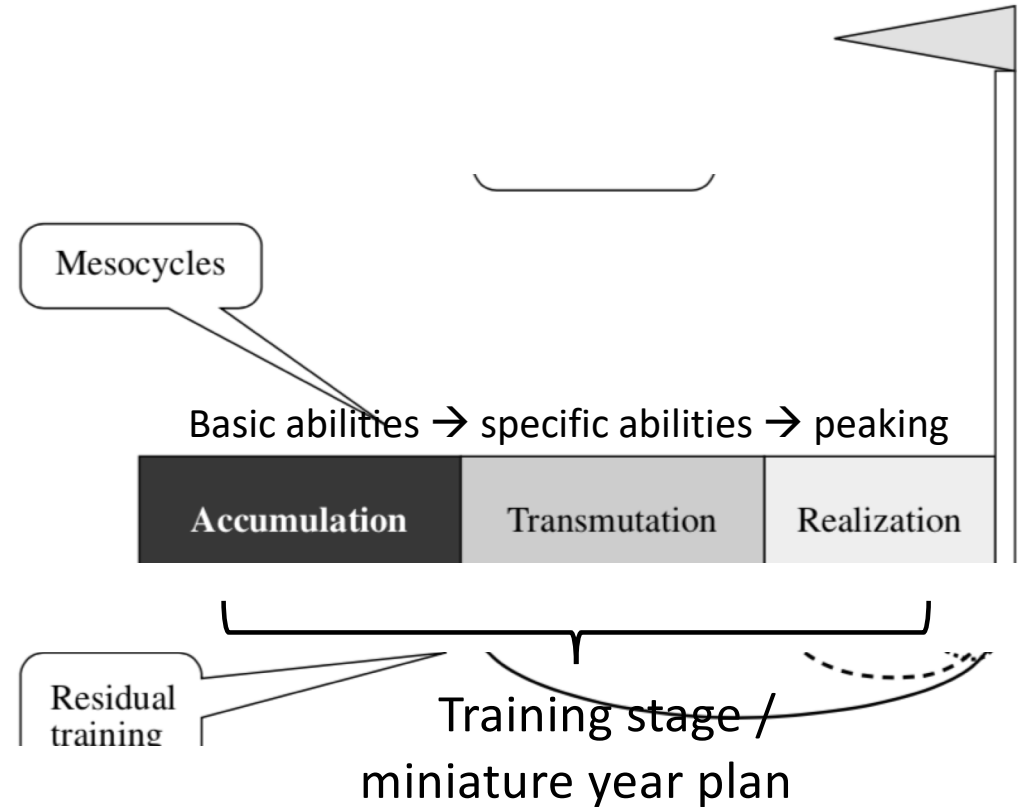 Mesocycles
Basic abilities → specific abilities → peaking
Accumulation
Transmutation
Realization
Residual
training
Training stage /
miniature year plan